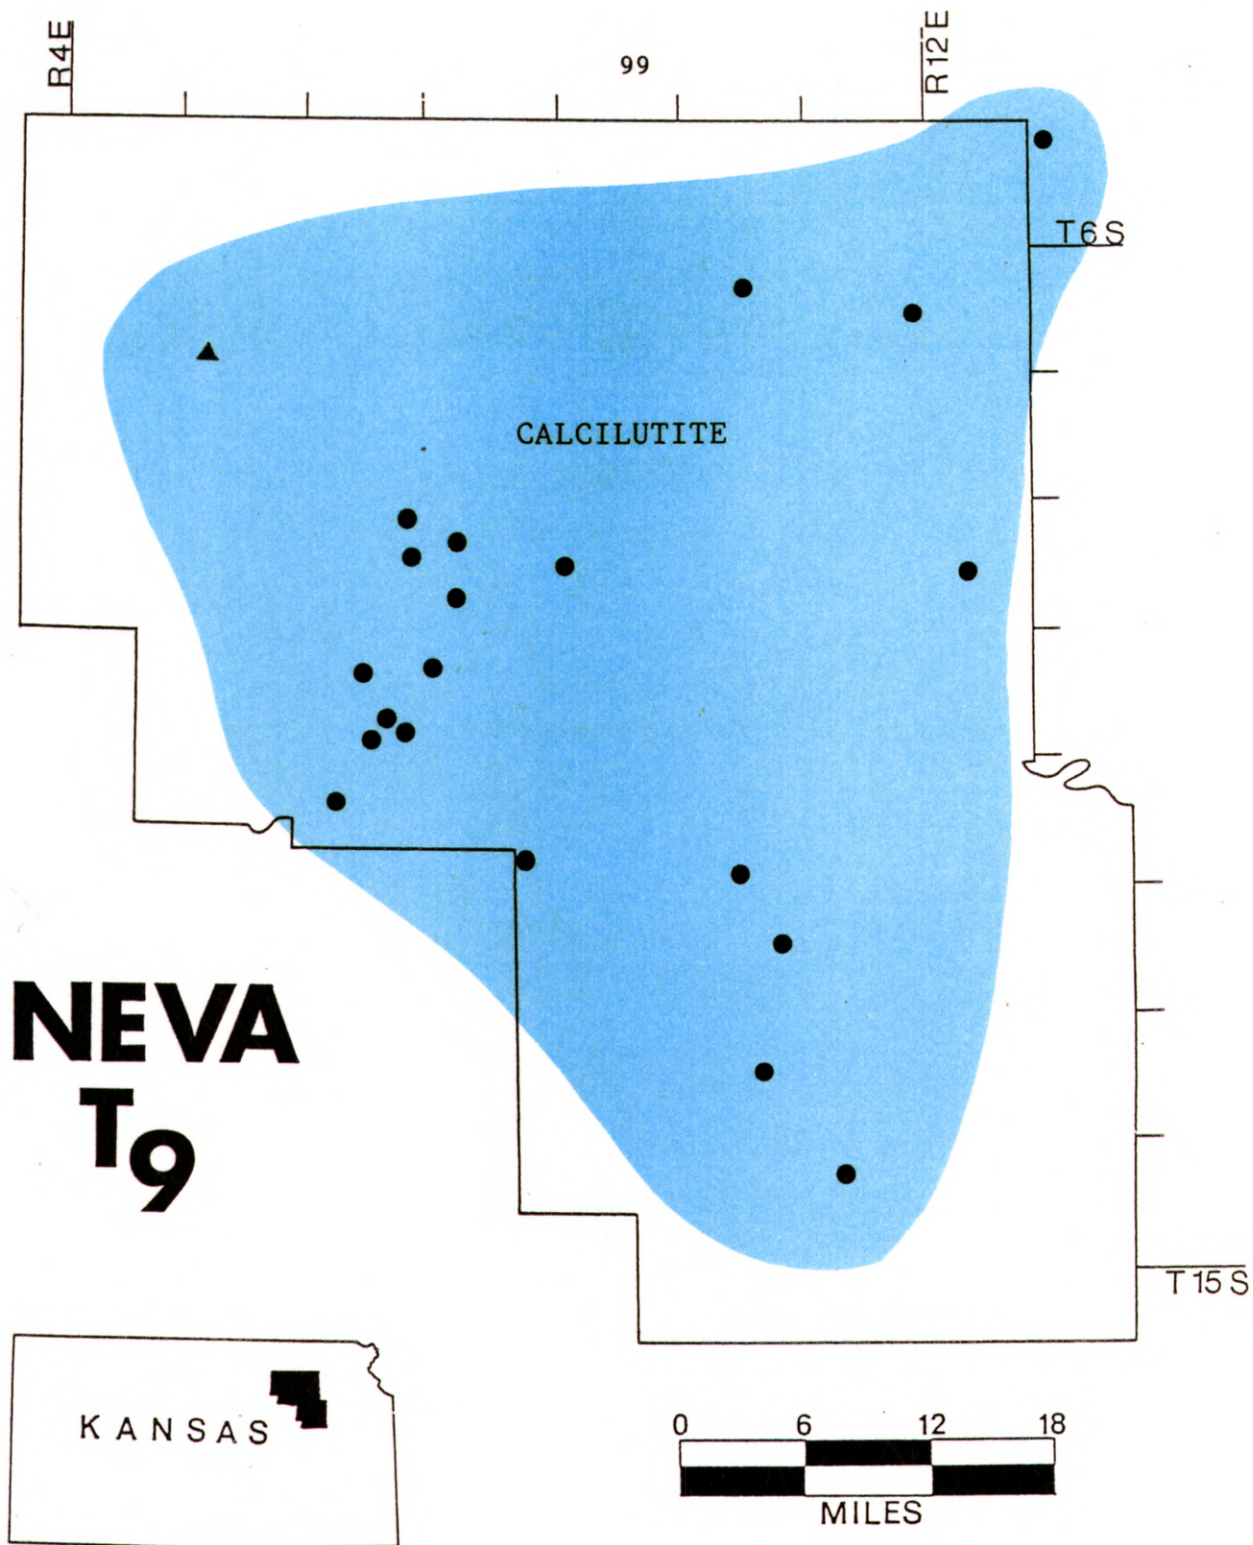 R4E
99
R12E
T6S
CALCILUTITE
NEVA
T9
T15S
KANSAS
0 6 12 18
MILES